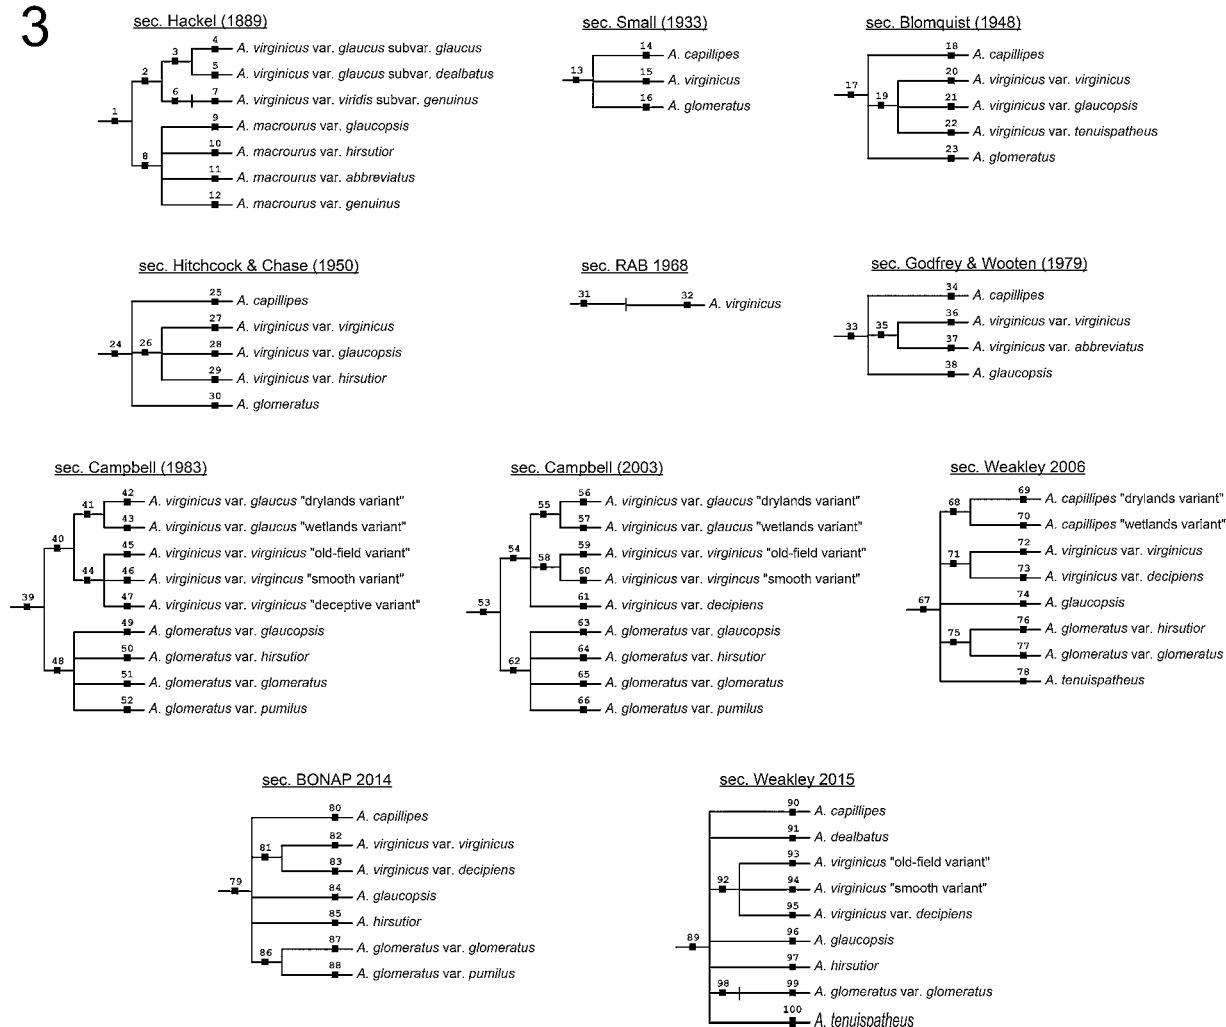 3
sec. Hackel (1889)
1
2
3
4
A. virginicus var. glaucus subvar. glaucus
5
A. virginicus var. glaucus subvar. dealbatus
6
7
A. virginicus var. viridis subvar. genuinus
8
9
A. macrourus var. glaucopsis
10
A. macrourus var. hirsutior
11
A. macrourus var. abbreviatus
12
A. macrourus var. genuinus
sec. Small (1933)
13
14
A. capillipes
15
A. virginicus
16
A. glomeratus
sec. Blomquist (1948)
17
18
A. capillipes
19
20
A. virginicus var. virginicus
21
A. virginicus var. glaucopsis
22
A. virginicus var. tenuispatheus
23
A. glomeratus
sec. Hitchcock & Chase (1950)
24
25
A. capillipes
26
27
A. virginicus var. virginicus
28
A. virginicus var. glaucopsis
29
A. virginicus var. hirsutior
30
A. glomeratus
sec. RAB 1968
31
32
A. virginicus
sec. Godfrey & Wooten (1979)
33
34
A. capillipes
35
36
A. virginicus var. virginicus
37
A. virginicus var. abbreviatus
38
A. glaucopsis
sec. Campbell (1983)
39
40
41
42
A. virginicus var. glaucus "drylands variant"
43
A. virginicus var. glaucus "wetlands variant"
44
45
A. virginicus var. virginicus "old-field variant"
46
A. virginicus var. virgincus "smooth variant"
47
A. virginicus var. virginicus "deceptive variant"
48
49
A. glomeratus var. glaucopsis
50
A. glomeratus var. hirsutior
51
A. glomeratus var. glomeratus
52
A. glomeratus var. pumilus
sec. Campbell (2003)
53
54
55
56
A. virginicus var. glaucus "drylands variant"
57
A. virginicus var. glaucus "wetlands variant"
58
59
A. virginicus var. virginicus "old-field variant"
60
A. virginicus var. virginicus "smooth variant"
61
A. virginicus var. decipiens
62
63
A. glomeratus var. glaucopsis
64
A. glomeratus var. hirsutior
65
A. glomeratus var. glomeratus
66
A. glomeratus var. pumilus
sec. Weakley 2006
67
68
69
A. capillipes "drylands variant"
70
A. capillipes "wetlands variant"
71
72
A. virginicus var. virginicus
73
A. virginicus var. decipiens
74
A. glaucopsis
75
76
A. glomeratus var. hirsutior
77
A. glomeratus var. glomeratus
78
A. tenuispatheus
sec. BONAP 2014
79
80
A. capillipes
81
82
A. virginicus var. virginicus
83
A. virginicus var. decipiens
84
A. glaucopsis
85
A. hirsutior
86
87
A. glomeratus var. glomeratus
88
A. glomeratus var. pumilus
sec. Weakley 2015
89
90
A. capillipes
91
A. dealbatus
92
93
A. virginicus "old-field variant"
94
A. virginicus "smooth variant"
95
A. virginicus var. decipiens
96
A. glaucopsis
97
A. hirsutior
98
99
A. glomeratus var. glomeratus
100
A. tenuispatheus